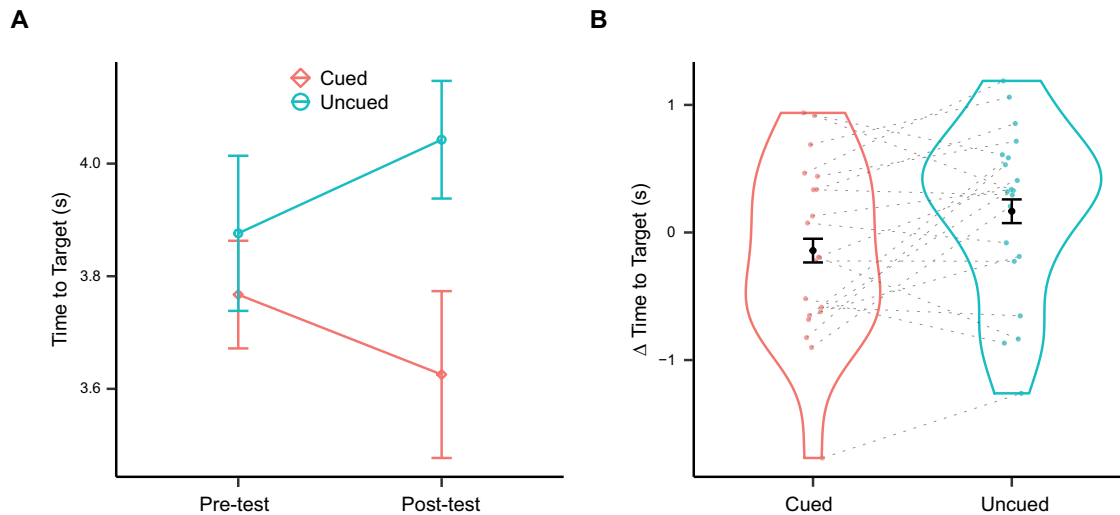 A
Cued
Uncued
Time to Target (s)
4.0
3.8
3.6
Pre-test
Post-test
B
Δ Time to Target (s)
1
0
−1
Cued
Uncued